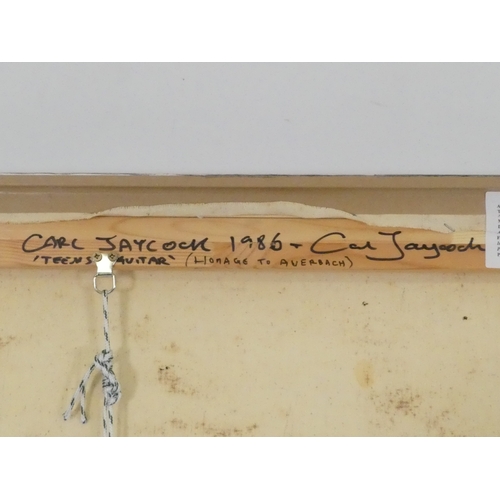 CARL JAYCOCK 1986 - Carl Jaycock
'TEENS GUITAR' (HOMAGE TO AUERBACH)